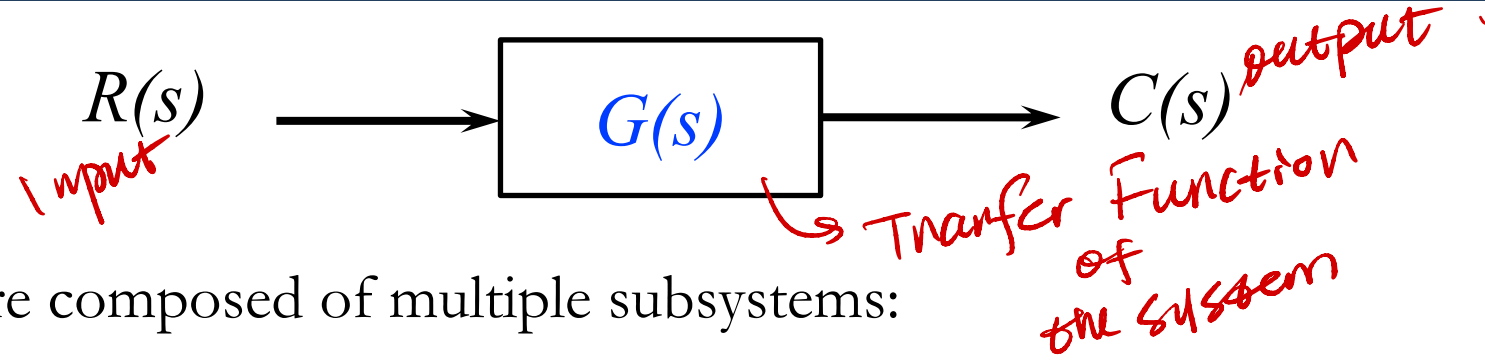 R(s) G(s) C(s) output
Input
Tranfer Function
of
the system
re composed of multiple subsystems: